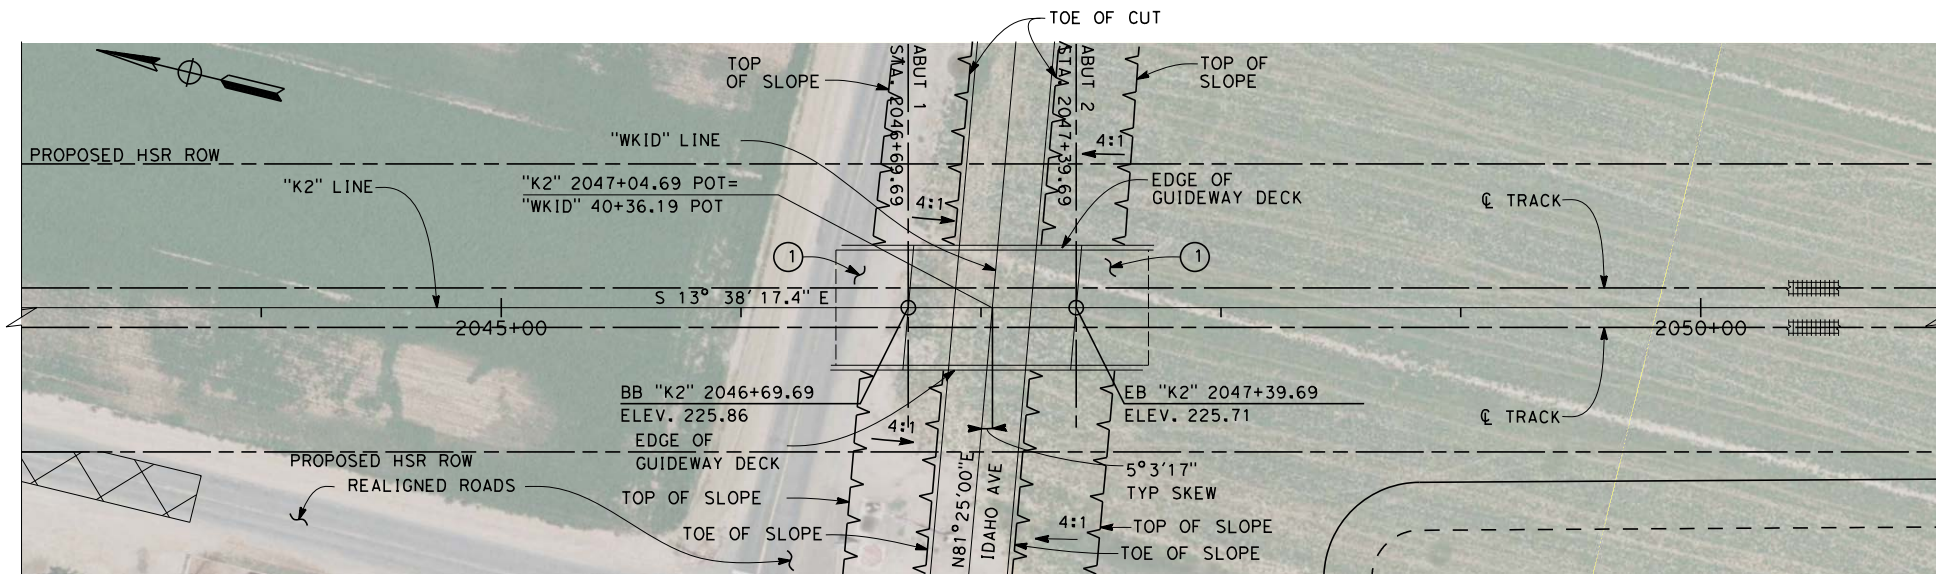 TOE OF CUT
TOP
OF SLOPE
ABUT 1
STA. 2046+69.69
ABUT 2
STA 2047+39.69
TOP OF
SLOPE
"WKID" LINE
4:1
PROPOSED HSR ROW
"K2" LINE
"K2" 2047+04.69 POT=
"WKID" 40+36.19 POT
4:1
EDGE OF
GUIDEWAY DECK
℄ TRACK
1
1
S 13° 38' 17.4" E
2045+00
2050+00
BB "K2" 2046+69.69
ELEV. 225.86
EB "K2" 2047+39.69
ELEV. 225.71
℄ TRACK
4:1
EDGE OF
GUIDEWAY DECK
PROPOSED HSR ROW
REALIGNED ROADS
5°3'17"
TYP SKEW
N81°25'00"E
IDAHO AVE
TOP OF SLOPE
TOE OF SLOPE
4:1
TOP OF SLOPE
TOE OF SLOPE